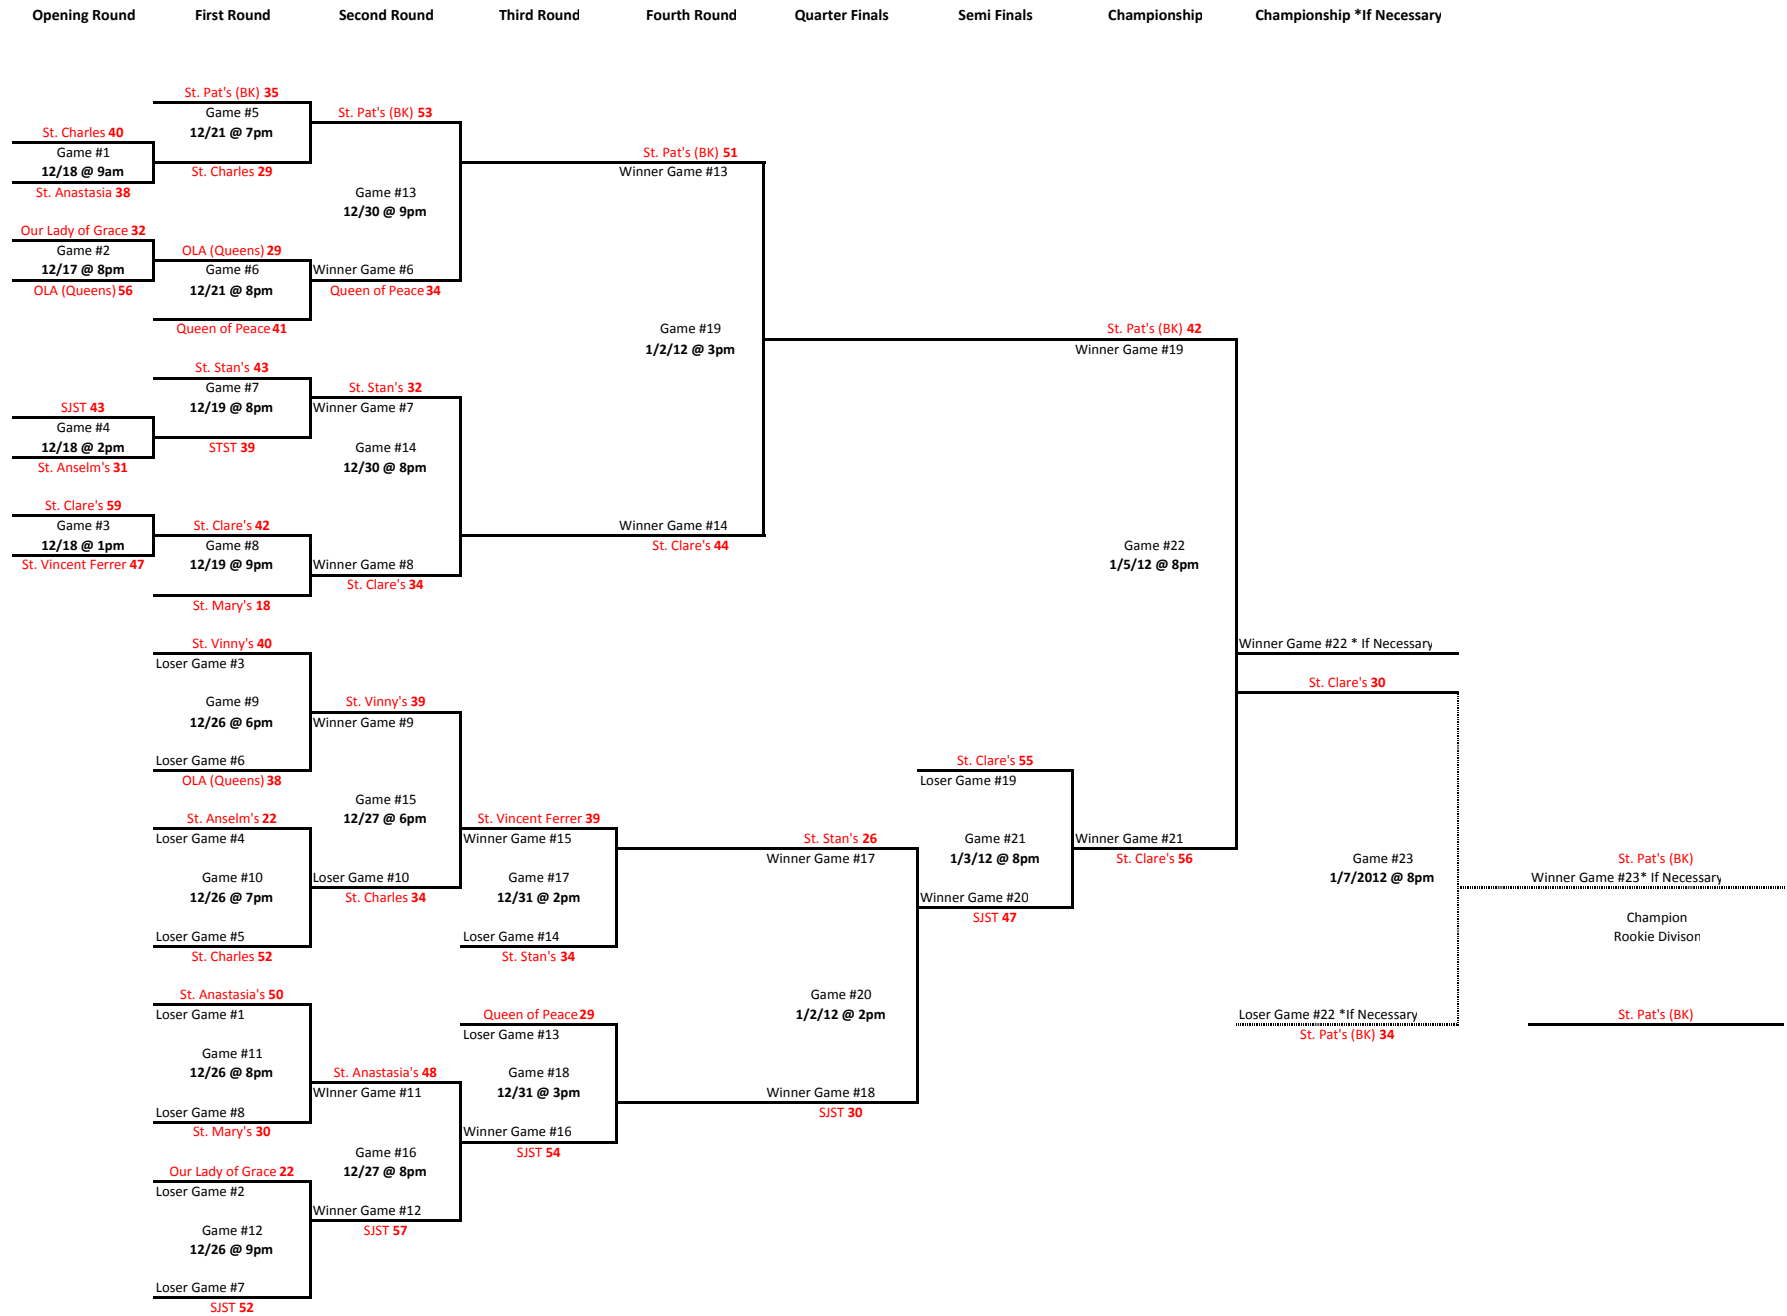 Opening Round First Round Second Round Third Round Fourth Round Quarter Finals Semi Finals Championship Championship *If Necessary
St. Pat's (BK) 35
Game #5
12/21 @ 7pm
St. Charles 29
St. Charles 40
Game #1
12/18 @ 9am
St. Anastasia 38
St. Pat's (BK) 53
Game #13
12/30 @ 9pm
Winner Game #6
Queen of Peace 34
Our Lady of Grace 32
Game #2
12/17 @ 8pm
OLA (Queens) 56
OLA (Queens) 29
Game #6
12/21 @ 8pm
Queen of Peace 41
St. Pat's (BK) 51
Winner Game #13
Game #19
1/2/12 @ 3pm
Winner Game #14
St. Clare's 44
St. Stan's 43
Game #7
12/19 @ 8pm
STST 39
SJST 43
Game #4
12/18 @ 2pm
St. Anselm's 31
St. Stan's 32
Winner Game #7
Game #14
12/30 @ 8pm
Winner Game #8
St. Clare's 34
St. Clare's 59
Game #3
12/18 @ 1pm
St. Vincent Ferrer 47
St. Clare's 42
Game #8
12/19 @ 9pm
St. Mary's 18
St. Pat's (BK) 42
Winner Game #19
Game #22
1/5/12 @ 8pm
Winner Game #21
St. Clare's 56
St. Vinny's 40
Loser Game #3
Game #9
12/26 @ 6pm
Loser Game #6
OLA (Queens) 38
St. Vinny's 39
Winner Game #9
Game #15
12/27 @ 6pm
Loser Game #10
St. Charles 34
St. Anselm's 22
Loser Game #4
Game #10
12/26 @ 7pm
Loser Game #5
St. Charles 52
St. Vincent Ferrer 39
Winner Game #15
Game #17
12/31 @ 2pm
Loser Game #14
St. Stan's 34
St. Stan's 26
Winner Game #17
Game #20
1/2/12 @ 2pm
Winner Game #18
SJST 30
St. Clare's 55
Loser Game #19
Game #21
1/3/12 @ 8pm
Winner Game #20
SJST 47
St. Anastasia's 50
Loser Game #1
Game #11
12/26 @ 8pm
Loser Game #8
St. Mary's 30
St. Anastasia's 48
WInner Game #11
Game #16
12/27 @ 8pm
Winner Game #12
SJST 57
Queen of Peace 29
Loser Game #13
Game #18
12/31 @ 3pm
Winner Game #16
SJST 54
Our Lady of Grace 22
Loser Game #2
Game #12
12/26 @ 9pm
Loser Game #7
SJST 52
Winner Game #22 * If Necessary
St. Clare's 30
Game #23
1/7/2012 @ 8pm
Loser Game #22 *If Necessary
St. Pat's (BK) 34
St. Pat's (BK)
Winner Game #23* If Necessary
Champion
Rookie Divison
St. Pat's (BK)